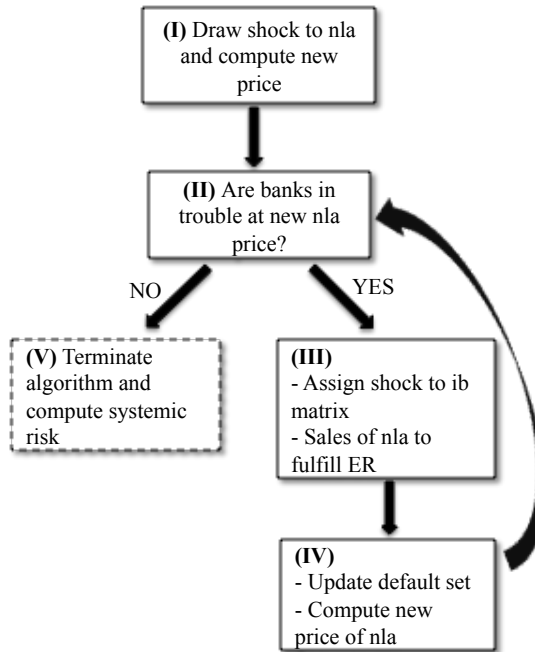 (I) Draw shock to nla
and compute new
price
(II) Are banks in
trouble at new nla
price?
NO
YES
(V) Terminate
algorithm and
compute systemic
risk
(III)
- Assign shock to ib
matrix
- Sales of nla to
fulfill ER
(IV)
- Update default set
- Compute new
price of nla